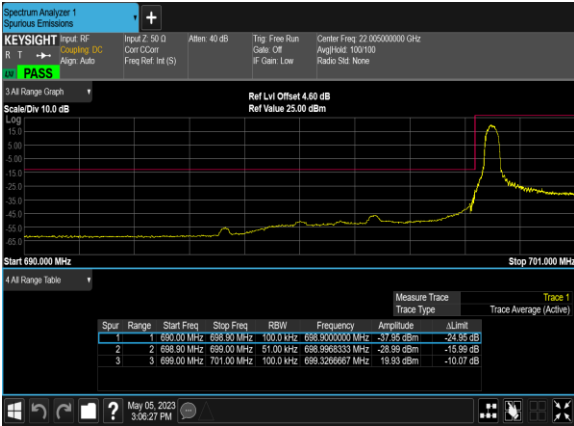 Spectrum Analyzer 1
Spurious Emissions
+
KEYSIGHT Input: RF Input Z: 50 Ω Atten: 40 dB Trig: Free Run Center Freq: 22.005000000 GHz
R T Coupling: DC Corr CCorr Gate: Off Avg|Hold: 100/100
Align: Auto Freq Ref: Int (S) IF Gain: Low Radio Std: None
PASS
3 All Range Graph
Ref Lvl Offset 4.60 dB
Scale/Div 10.0 dB Ref Value 25.00 dBm
Log
15.0
5.00
-5.00
-15.0
-25.0
-35.0
-45.0
-55.0
-65.0
Start 690.000 MHz Stop 701.000 MHz
4 All Range Table
Measure Trace Trace 1
Trace Type Trace Average (Active)
Spur Range Start Freq Stop Freq RBW Frequency Amplitude ΔLimit
1 1 690.00 MHz 698.90 MHz 100.0 kHz 698.9000000 MHz -37.95 dBm -24.95 dB
2 2 698.90 MHz 699.00 MHz 51.00 kHz 698.9968333 MHz -28.99 dBm -15.99 dB
3 3 699.00 MHz 701.00 MHz 100.0 kHz 699.3266667 MHz 19.93 dBm -10.07 dB
?
May 05, 2023
3:06:27 PM